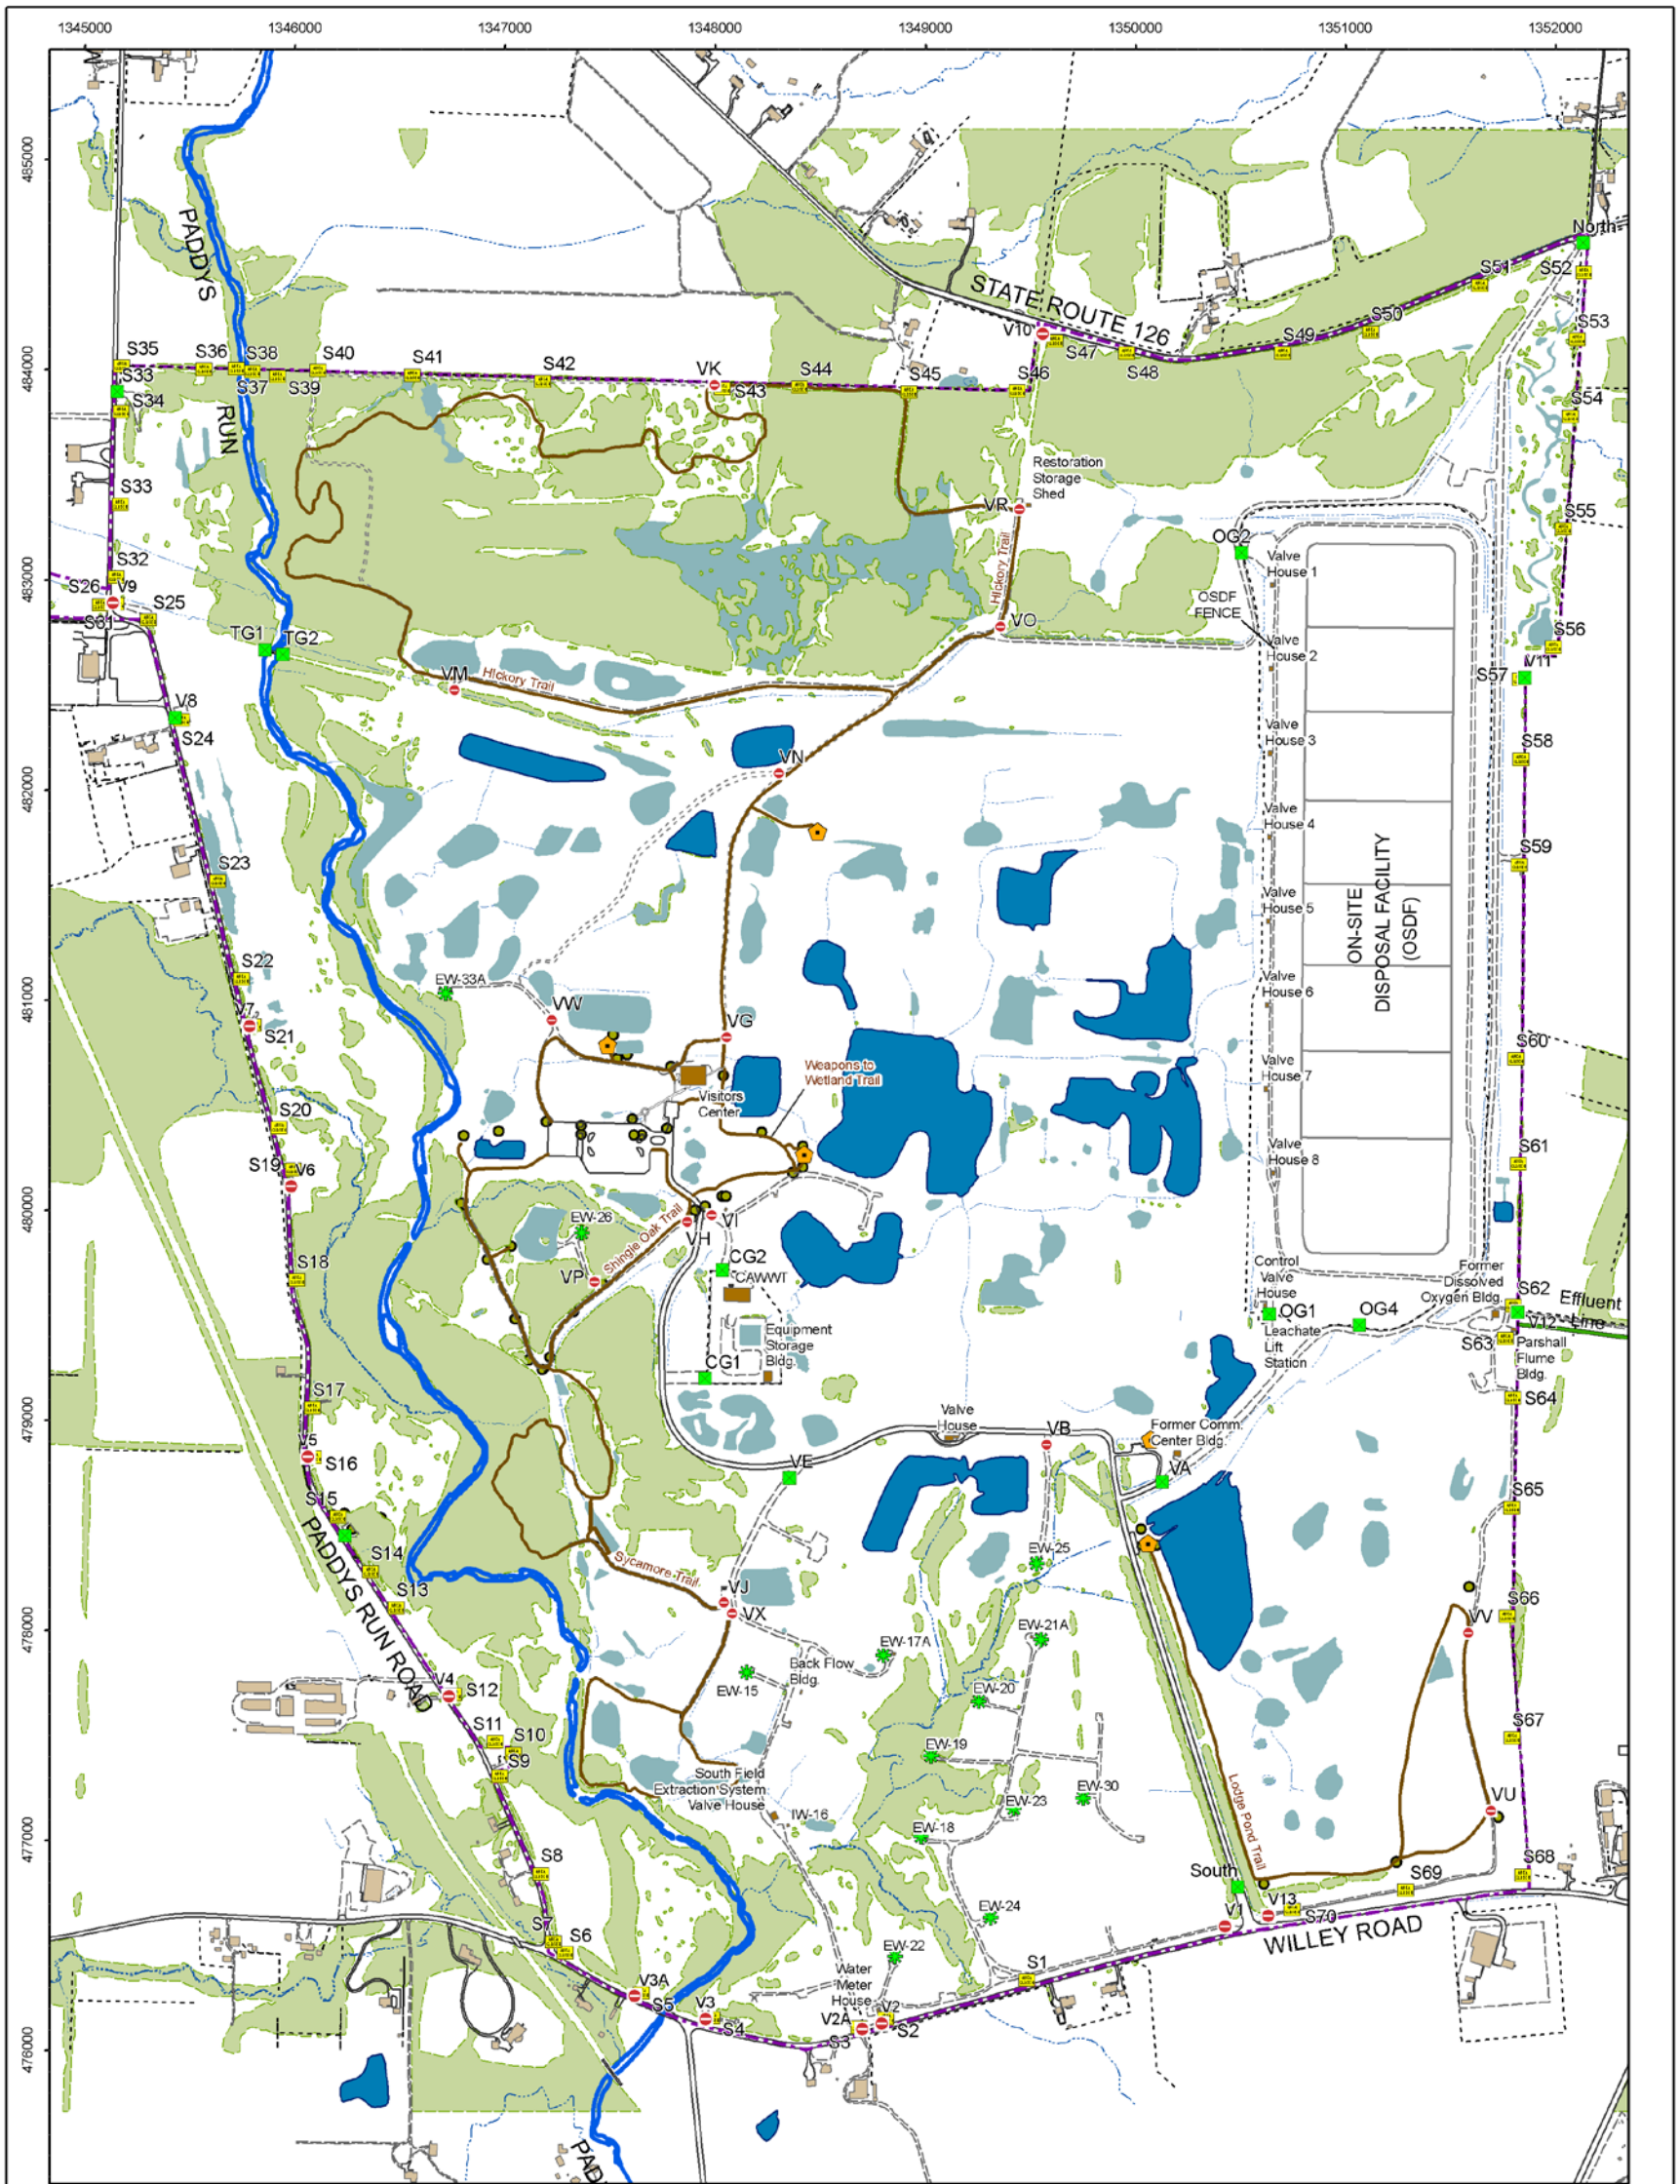 1345000
1346000
1347000
1348000
1349000
1350000
1351000
1352000
485000
484000
483000
482000
481000
480000
479000
478000
477000
476000
PADDYS
RUN
STATE ROUTE 126
North
S51
S52
S50
S53
S49
V10
S47
S48
S35
S36
S38
S40
S41
S42
VK
S44
S45
S46
S33
S37
S39
S43
S34
S54
Restoration
Storage
Shed
S33
VR
S55
OG2
Valve
House 1
S32
S26
V9
S25
S31
Hickory Trail
OSDF
FENCE
VO
TG1
TG2
Valve
House 2
S56
V11
S57
VM
Hickory Trail
V8
S24
Valve
House 3
S58
VN
Valve
House 4
S59
S23
ON-SITE
DISPOSAL FACILITY
(OSDF)
Valve
House 5
S22
EW-33A
Valve
House 6
V7
S21
VW
VG
S60
Weapons to
Wetland Trail
Valve
House 7
Visitors
Center
S20
S19
V6
Valve
House 8
S61
EW-26
Shingle Oak Trail
VI
VH
S18
VP
CG2
CAWWT
Control
Valve
House
Former
Dissolved
Oxygen Bldg.
S62
Effluent
Line
OG1
OG4
V12
Leachate
Lift
Station
S63
Parshall
Flume
Bldg.
Equipment
Storage
Bldg.
CG1
S17
S64
Valve
House
VB
Former Comm.
Center Bldg.
V5
S16
VE
VA
S15
S65
PADDYS RUN ROAD
S14
EW-25
S13
Sycamore Trail
VJ
VX
S66
VV
EW-17A
EW-21A
Back Flow
Bldg.
EW-15
V4
S12
EW-20
S11
S10
S67
EW-19
S9
South Field
Extraction System
Valve House
IW-16
EW-30
EW-23
VU
Lodge Pond Trail
EW-18
S8
South
S69
S68
V13
V1
S70
WILLEY ROAD
EW-24
S7
S6
EW-22
S1
Water
Meter
House
V3A
S5
V3
S4
V2A
V2
S2
S3